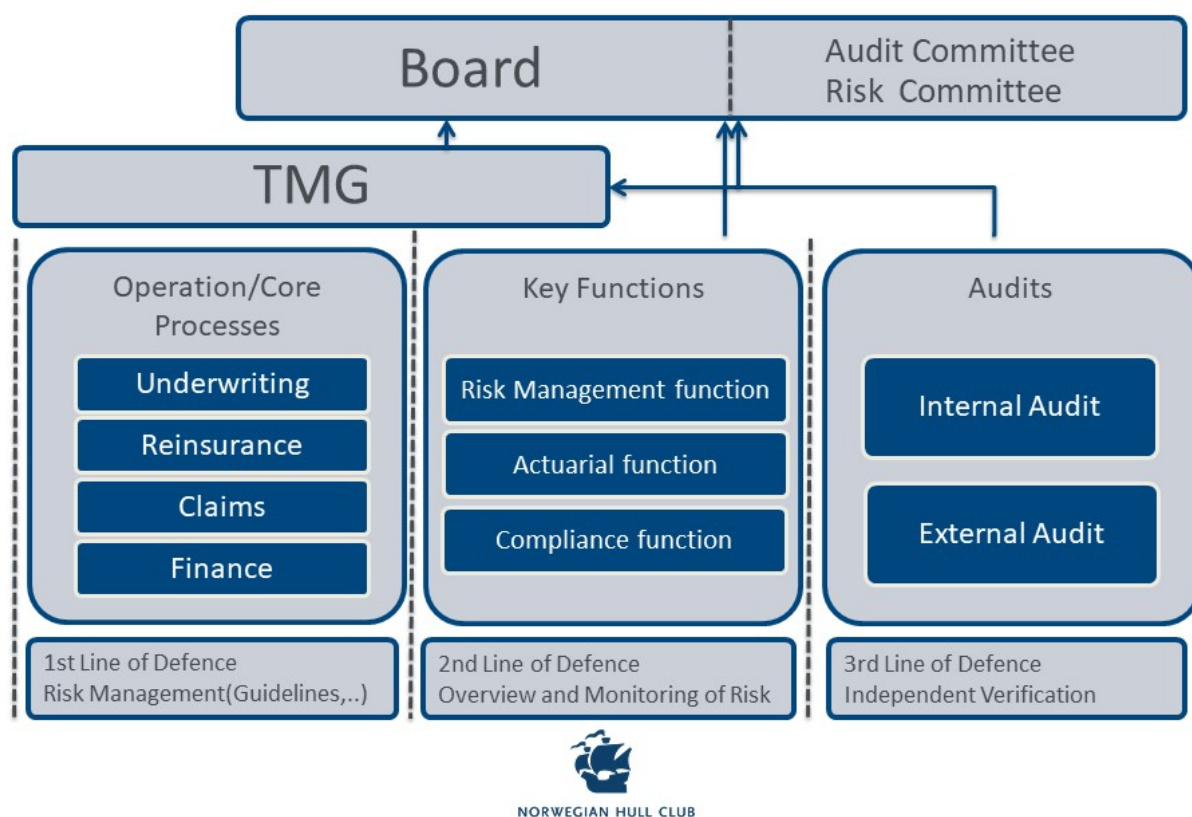 Board
Audit Committee
Risk Committee
TMG
Operation/Core
Processes
Underwriting
Reinsurance
Claims
Finance
1st Line of Defence
Risk Management(Guidelines,..)
Key Functions
Risk Management function
Actuarial function
Compliance function
2nd Line of Defence
Overview and Monitoring of Risk
Audits
Internal Audit
External Audit
3rd Line of Defence
Independent Verification
NORWEGIAN HULL CLUB